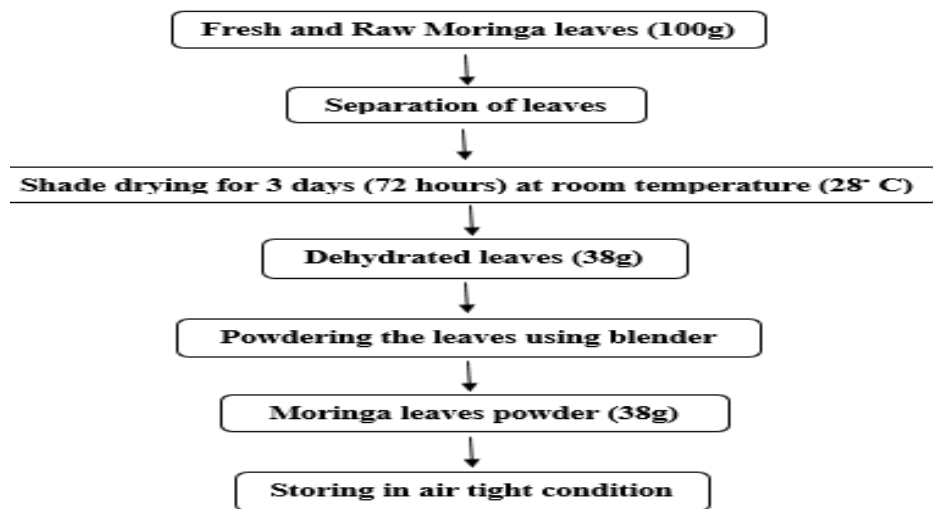 Fresh and Raw Moringa leaves (100g)
Separation of leaves
Shade drying for 3 days (72 hours) at room temperature (28- C)
Dehydrated leaves (38g)
Powdering the leaves using blender
Moringa leaves powder (38g)
Storing in air tight condition